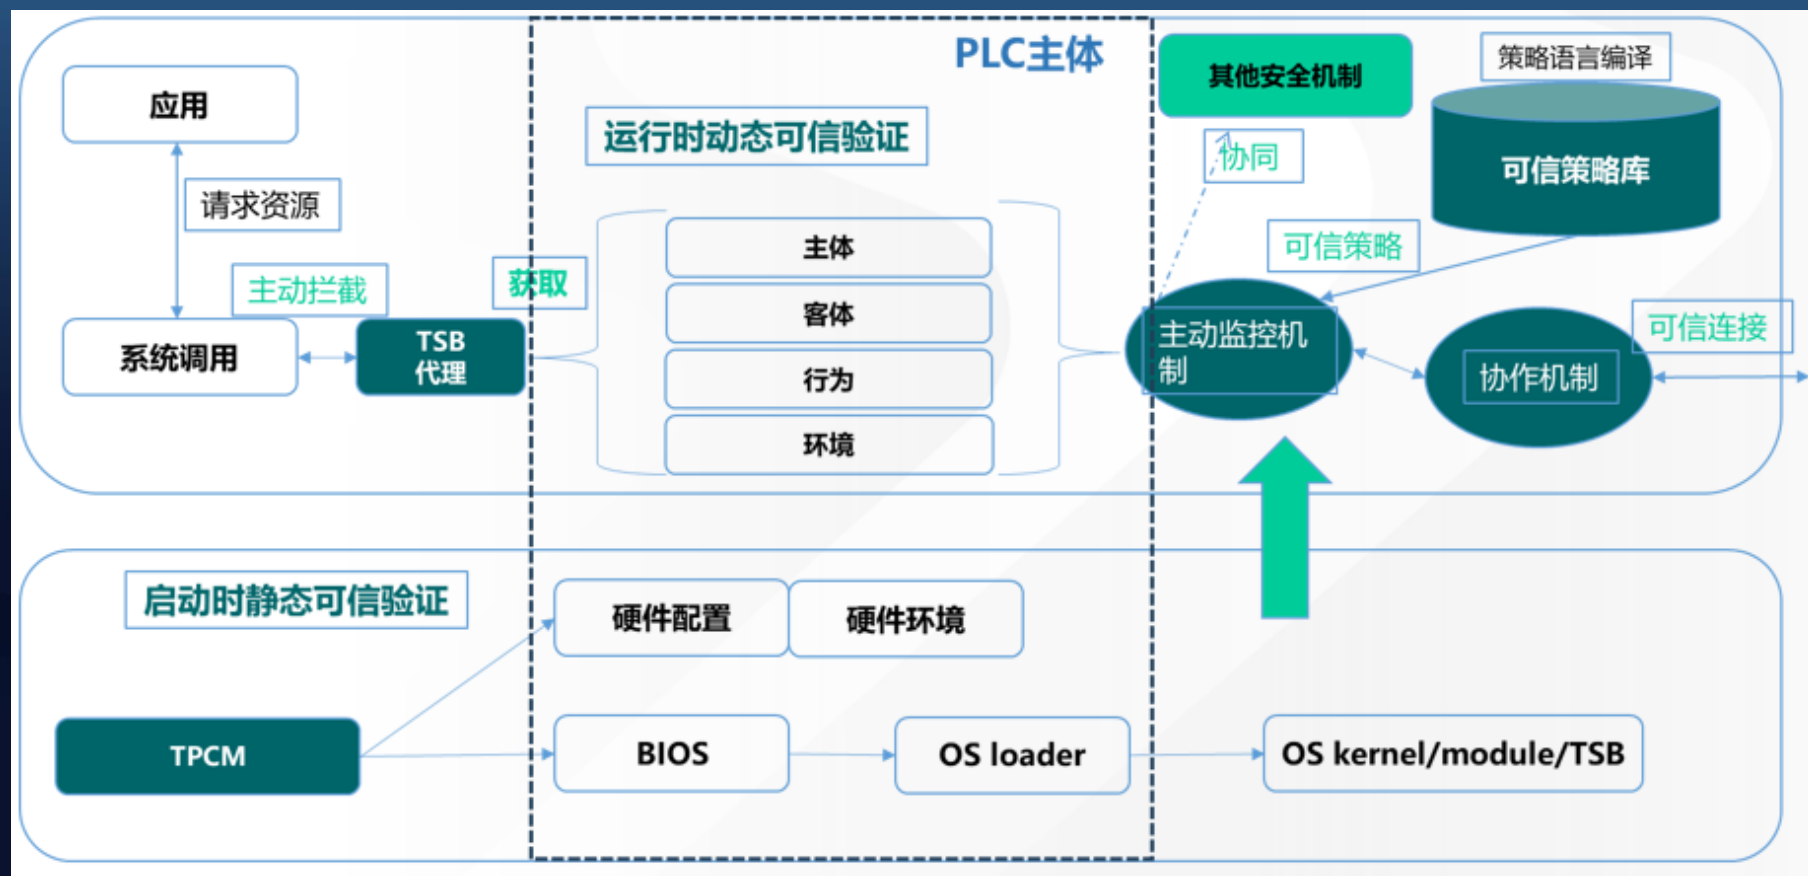 PLC主体
其他安全机制
策略语言编译
应用
运行时动态可信验证
协同
可信策略库
请求资源
主体
可信策略
主动拦截
获取
客体
可信连接
系统调用
TSB
代理
主动监控机
制
行为
协作机制
环境
启动时静态可信验证
硬件配置
硬件环境
TPCM
BIOS
OS loader
OS kernel/module/TSB